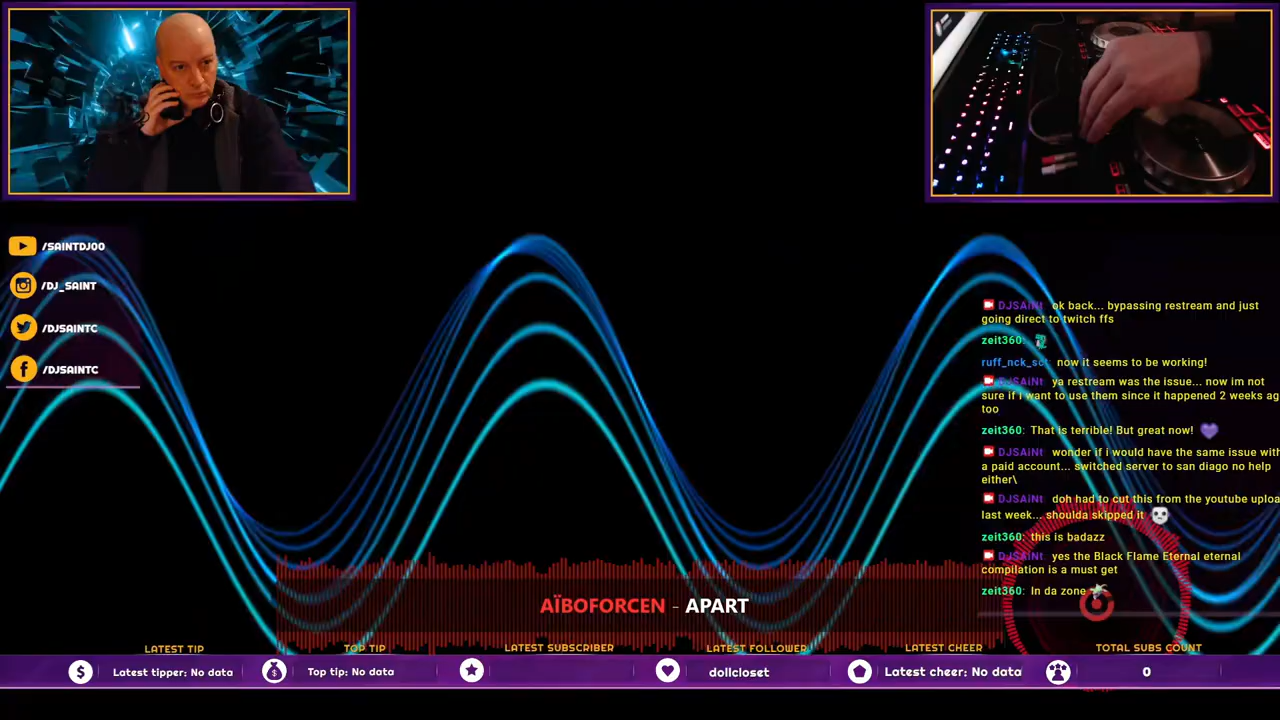 /SAINTDJ00
/DJ_SAINT
/DJSAINTC
/DJSAINTC
DJSAiNt ok back... bypassing restream and just
going direct to twitch ffs
zeit360:
ruff_nck_sct: now it seems to be working!
DJSAiNt ya restream was the issue... now im not
sure if i want to use them since it happened 2 weeks ag
too
zeit360: That is terrible! But great now!
DJSAiNt wonder if i would have the same issue with
a paid account... switched server to san diago no help
either\
DJSAiNt doh had to cut this from the youtube uploa
last week... shoulda skipped it
zeit360: this is badazz
DJSAiNt yes the Black Flame Eternal eternal
compilation is a must get
zeit360: In da zone
AÏBOFORCEN - APART
LATEST TIP
TOP TIP
LATEST SUBSCRIBER
LATEST FOLLOWER
LATEST CHEER
TOTAL SUBS COUNT
Latest tipper: No data
Top tip: No data
dollcloset
Latest cheer: No data
0